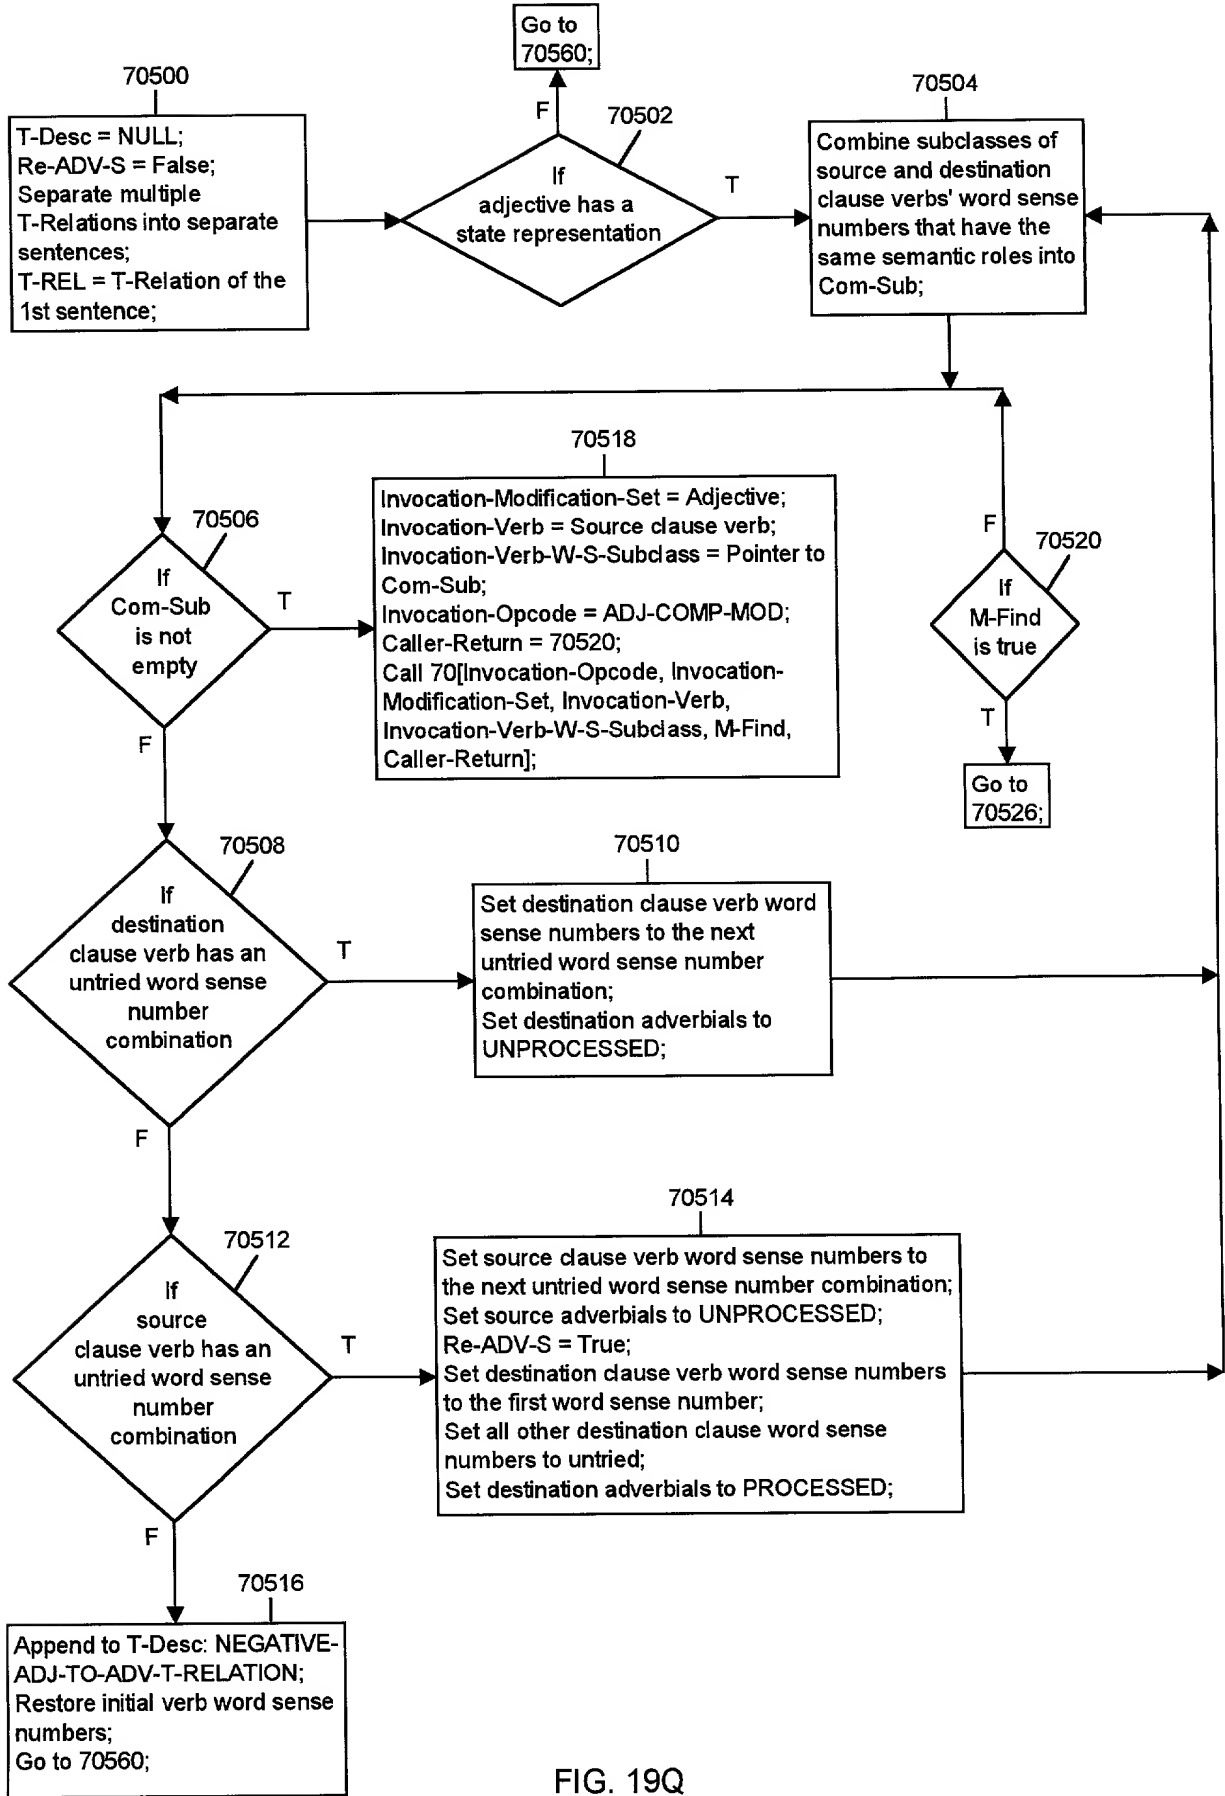 Go to
70560;
70500
T-Desc = NULL;
Re-ADV-S = False;
Separate multiple
T-Relations into separate
sentences;
T-REL = T-Relation of the
1st sentence;
F
70502
If
adjective has a
state representation
T
70504
Combine subclasses of
source and destination
clause verbs' word sense
numbers that have the
same semantic roles into
Com-Sub;
70506
If
Com-Sub
is not
empty
T
F
70518
Invocation-Modification-Set = Adjective;
Invocation-Verb = Source clause verb;
Invocation-Verb-W-S-Subclass = Pointer to
Com-Sub;
Invocation-Opcode = ADJ-COMP-MOD;
Caller-Return = 70520;
Call 70[Invocation-Opcode, Invocation-
Modification-Set, Invocation-Verb,
Invocation-Verb-W-S-Subclass, M-Find,
Caller-Return];
F
70520
If
M-Find
is true
T
Go to
70526;
70508
If
destination
clause verb has an
untried word sense
number
combination
T
F
70510
Set destination clause verb word
sense numbers to the next
untried word sense number
combination;
Set destination adverbials to
UNPROCESSED;
70512
If
source
clause verb has an
untried word sense
number
combination
T
F
70514
Set source clause verb word sense numbers to
the next untried word sense number combination;
Set source adverbials to UNPROCESSED;
Re-ADV-S = True;
Set destination clause verb word sense numbers
to the first word sense number;
Set all other destination clause word sense
numbers to untried;
Set destination adverbials to PROCESSED;
70516
Append to T-Desc: NEGATIVE-
ADJ-TO-ADV-T-RELATION;
Restore initial verb word sense
numbers;
Go to 70560;
FIG. 19Q